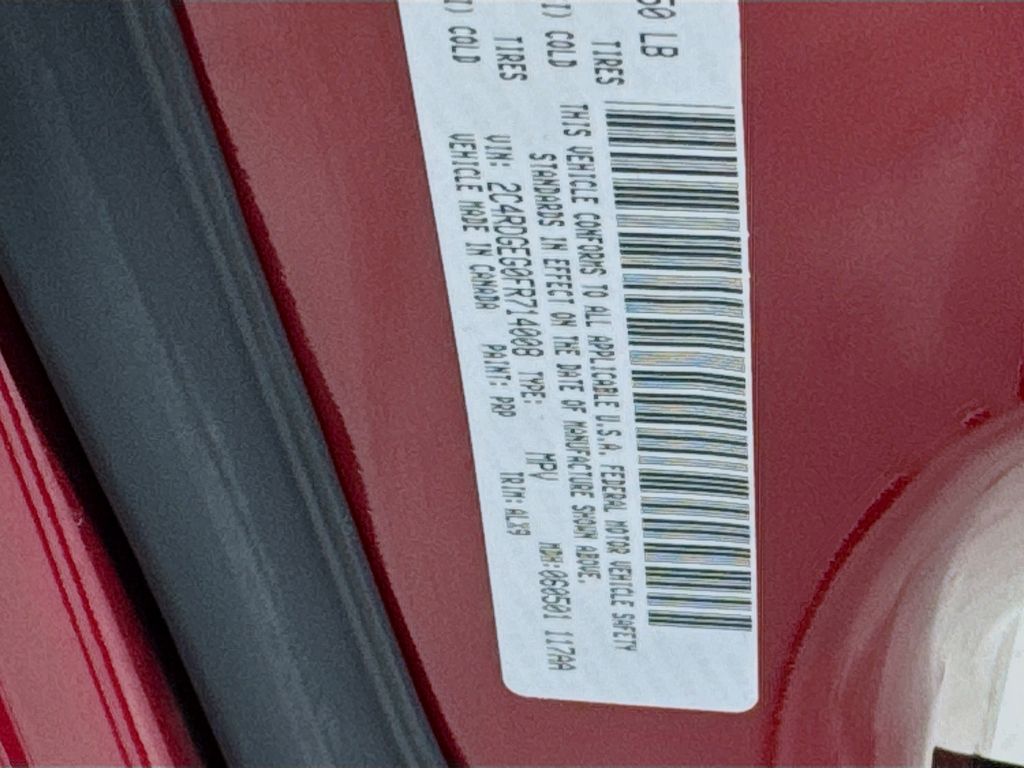 50 LB
TIRES
I) COLD
TIRES
I) COLD
THIS VEHICLE CONFORMS TO ALL APPLICABLE U.S.A. FEDERAL MOTOR VEHICLE SAFETY
STANDARDS IN EFFECT ON THE DATE OF MANUFACTURE SHOWN ABOVE.
VIN: 2C4RDGEG0FR714008 TYPE: MPV MDH:060501 117AA
VEHICLE MADE IN CANADA PAINT: PRP TRIM:ALX9